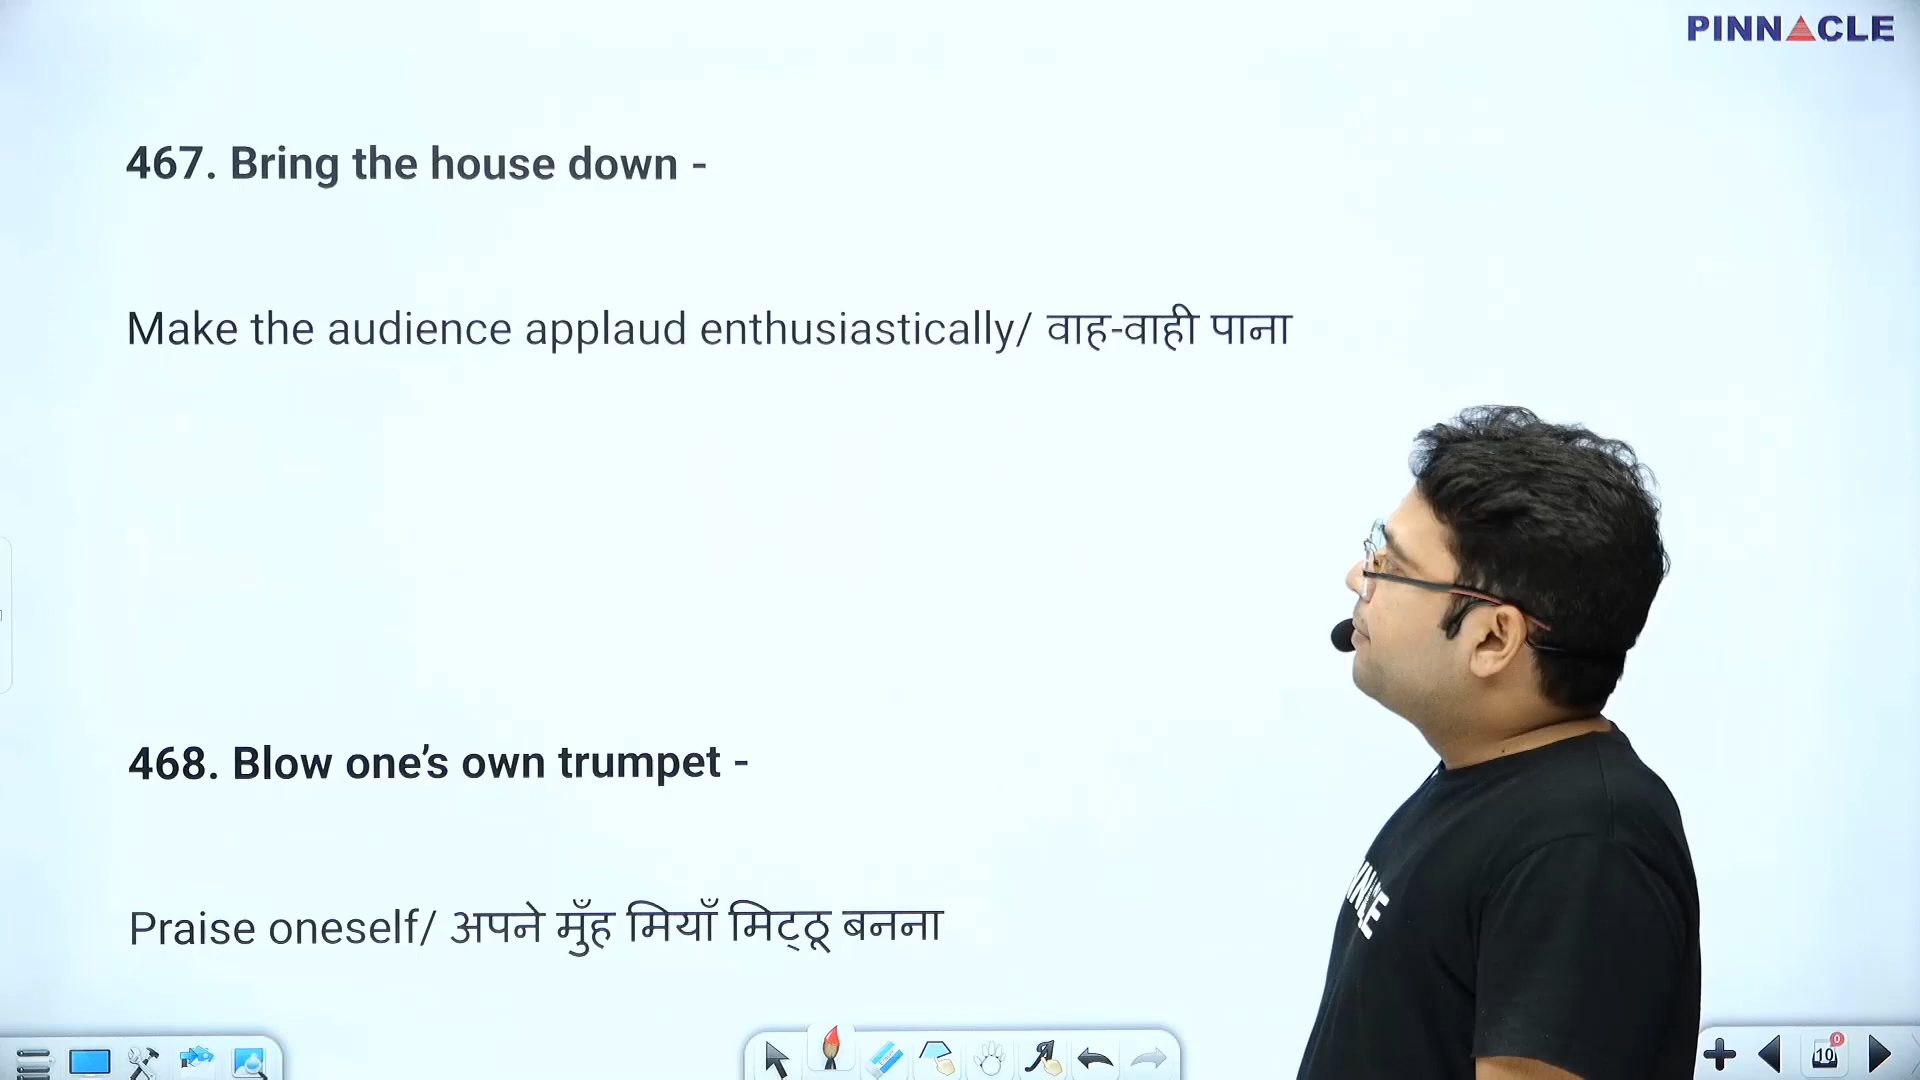 PINNACLE
467. Bring the house down -
Make the audience applaud enthusiastically/ वाह-वाही पाना
468. Blow one’s own trumpet -
Praise oneself/ अपने मुँह मियाँ मिट्ठू बनना
10
0